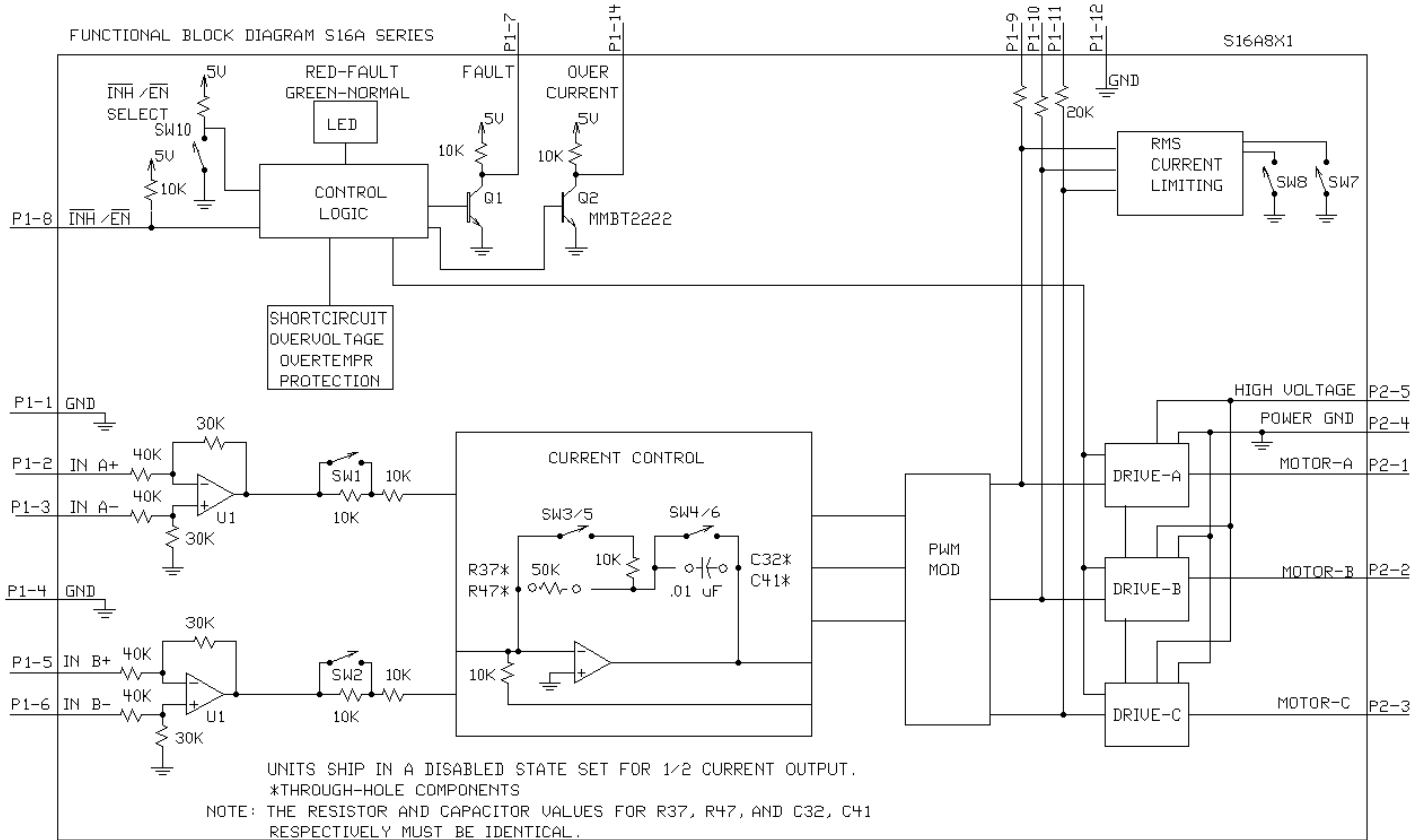 FUNCTIONAL BLOCK DIAGRAM S16A SERIES
P1-7
P1-14
P1-9
P1-10
P1-11
P1-12
S16A8X1
5V
INH/EN
SELECT
SW10
5V
10K
RED-FAULT
GREEN-NORMAL
LED
FAULT
5V
10K
Q1
OVER
CURRENT
5V
10K
Q2
MMBT2222
GND
20K
RMS
CURRENT
LIMITING
SW8
SW7
CONTROL
LOGIC
P1-8
INH/EN
SHORTCIRCUIT
OVERVOLTAGE
OVERTEMPR
PROTECTION
P1-1 GND
30K
P1-2 IN A+ 40K
P1-3 IN A- 40K
U1
30K
SW1
10K
10K
P1-4 GND
30K
P1-5 IN B+ 40K
P1-6 IN B- 40K
U1
30K
SW2
10K
10K
CURRENT CONTROL
SW3/5
SW4/6
R37*
R47*
50K
10K
.01 uF
C32*
C41*
10K
PWM
MOD
HIGH VOLTAGE P2-5
POWER GND P2-4
DRIVE-A
MOTOR-A P2-1
DRIVE-B
MOTOR-B P2-2
DRIVE-C
MOTOR-C P2-3
UNITS SHIP IN A DISABLED STATE SET FOR 1/2 CURRENT OUTPUT.
*THROUGH-HOLE COMPONENTS
NOTE: THE RESISTOR AND CAPACITOR VALUES FOR R37, R47, AND C32, C41
RESPECTIVELY MUST BE IDENTICAL.